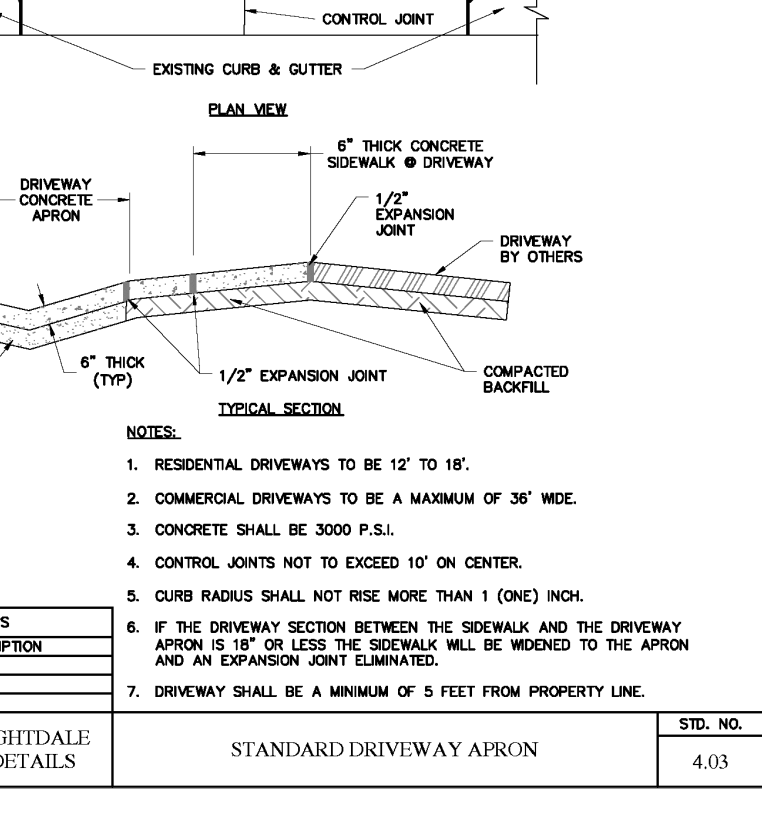 CONTROL JOINT
EXISTING CURB & GUTTER
PLAN VIEW
6" THICK CONCRETE
SIDEWALK @ DRIVEWAY
DRIVEWAY
CONCRETE
APRON
1/2"
EXPANSION
JOINT
DRIVEWAY
BY OTHERS
6" THICK
(TYP)
1/2" EXPANSION JOINT
COMPACTED
BACKFILL
TYPICAL SECTION
NOTES:
1. RESIDENTIAL DRIVEWAYS TO BE 12' TO 18'.
2. COMMERCIAL DRIVEWAYS TO BE A MAXIMUM OF 36' WIDE.
3. CONCRETE SHALL BE 3000 P.S.I.
4. CONTROL JOINTS NOT TO EXCEED 10' ON CENTER.
5. CURB RADIUS SHALL NOT RISE MORE THAN 1 (ONE) INCH.
6. IF THE DRIVEWAY SECTION BETWEEN THE SIDEWALK AND THE DRIVEWAY
APRON IS 18" OR LESS THE SIDEWALK WILL BE WIDENED TO THE APRON
AND AN EXPANSION JOINT ELIMINATED.
7. DRIVEWAY SHALL BE A MINIMUM OF 5 FEET FROM PROPERTY LINE.
S
IPTION
GHTDALE
DETAILS
STANDARD DRIVEWAY APRON
STD. NO.
4.03